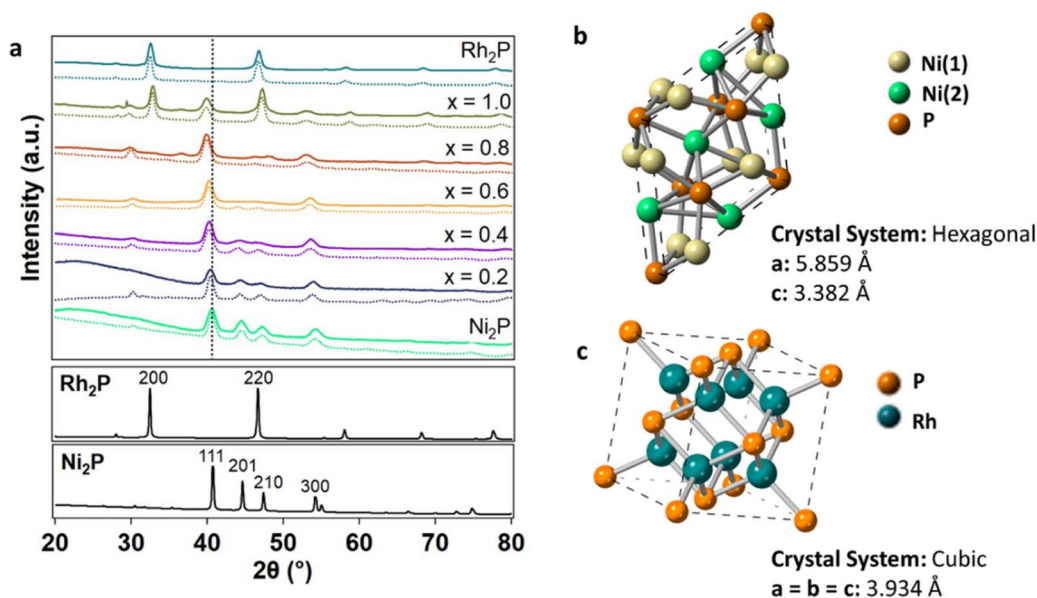 a
Intensity (a.u.)
Rh₂P
x = 1.0
x = 0.8
x = 0.6
x = 0.4
x = 0.2
Ni₂P
Rh₂P
200
220
Ni₂P
111
201
210
300
20 30 40 50 60 70 80
2θ (°)
b
Ni(1)
Ni(2)
P
Crystal System: Hexagonal
a: 5.859 Å
c: 3.382 Å
c
P
Rh
Crystal System: Cubic
a = b = c: 3.934 Å